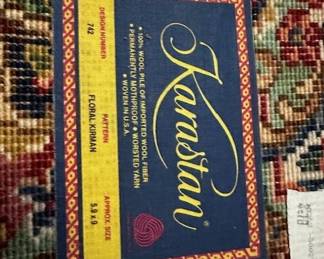 Karastan®
• 100% WOOL PILE OF IMPORTED WOOL FIBER
• PERMANENTLY MOTHPROOF • WORSTED YARN
• WOVEN IN U.S.A.
DESIGN NUMBER PATTERN APPROX. SIZE
742 FLORAL KIRMAN 5.9 x 9